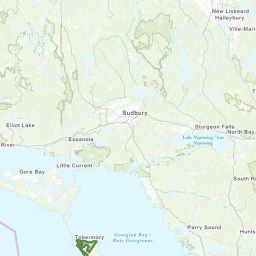 New Liskeard
Haileybury
Ville-Marie
Sudbury
Elliot Lake
Sturgeon Falls
North Bay
Lake Nipissing / Lac
Nipissing
Espanola
River
Little Current
Gore Bay
South River
Parry Sound
Hunts
Tobermory
Georgian Bay /
Baie Georgienne